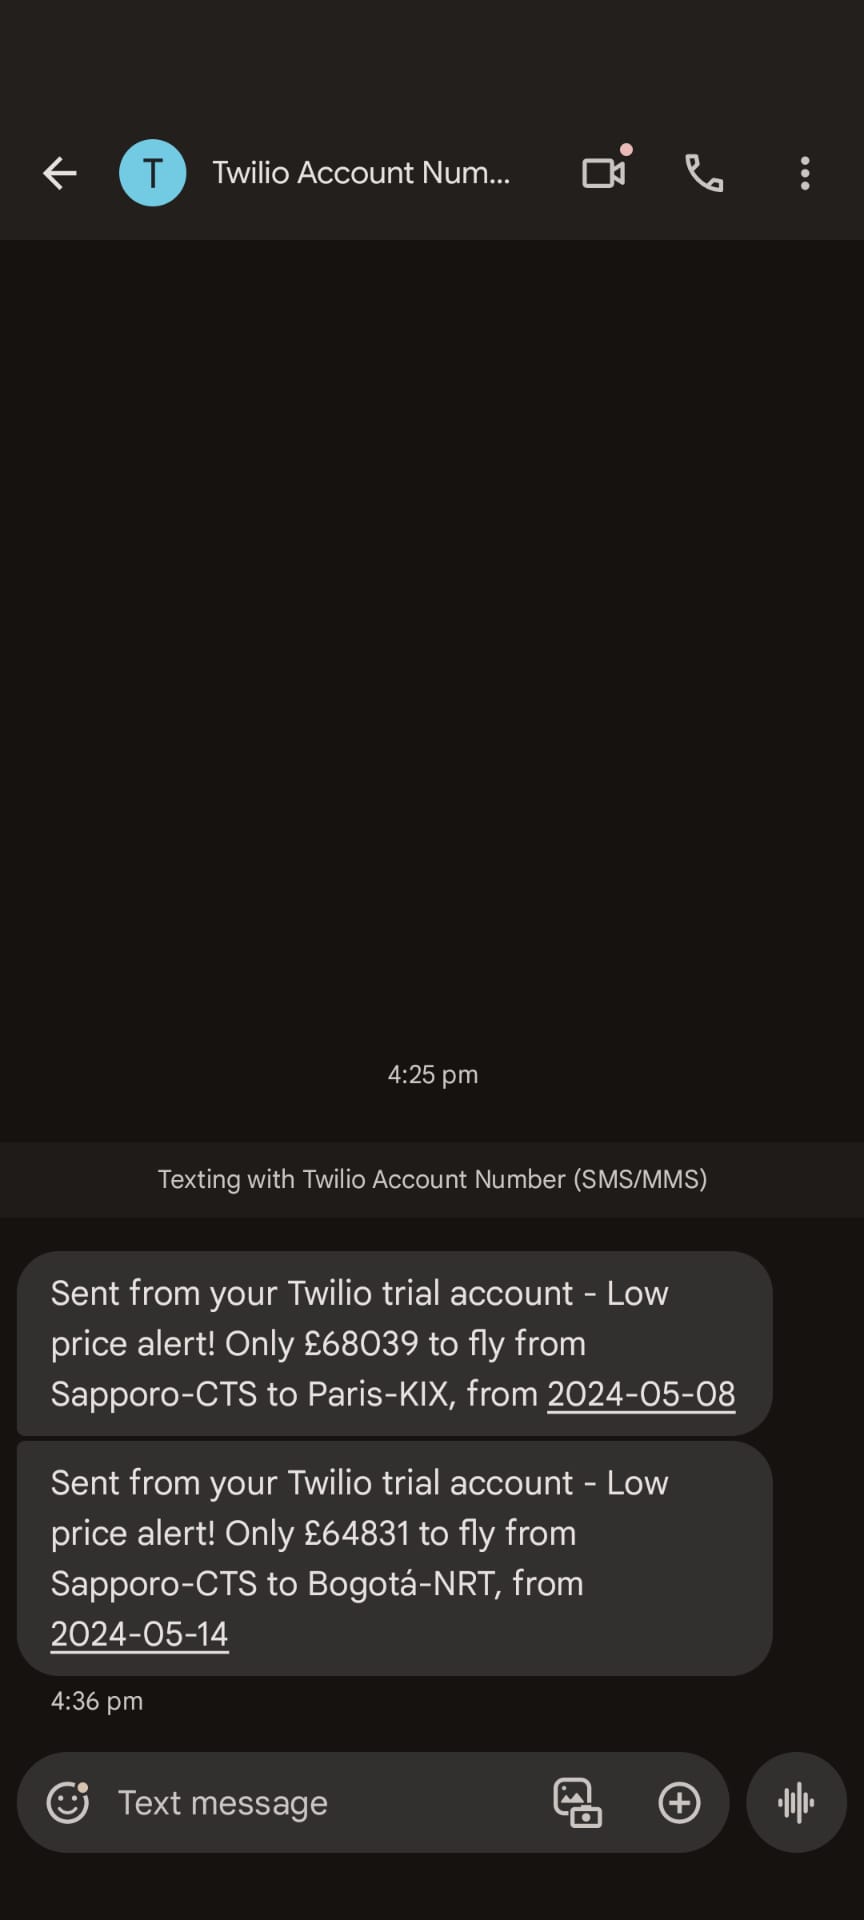 T
Twilio Account Num...
4:25 pm
Texting with Twilio Account Number (SMS/MMS)
Sent from your Twilio trial account - Low
price alert! Only £68039 to fly from
Sapporo-CTS to Paris-KIX, from 2024-05-08
Sent from your Twilio trial account - Low
price alert! Only £64831 to fly from
Sapporo-CTS to Bogotá-NRT, from
2024-05-14
4:36 pm
Text message